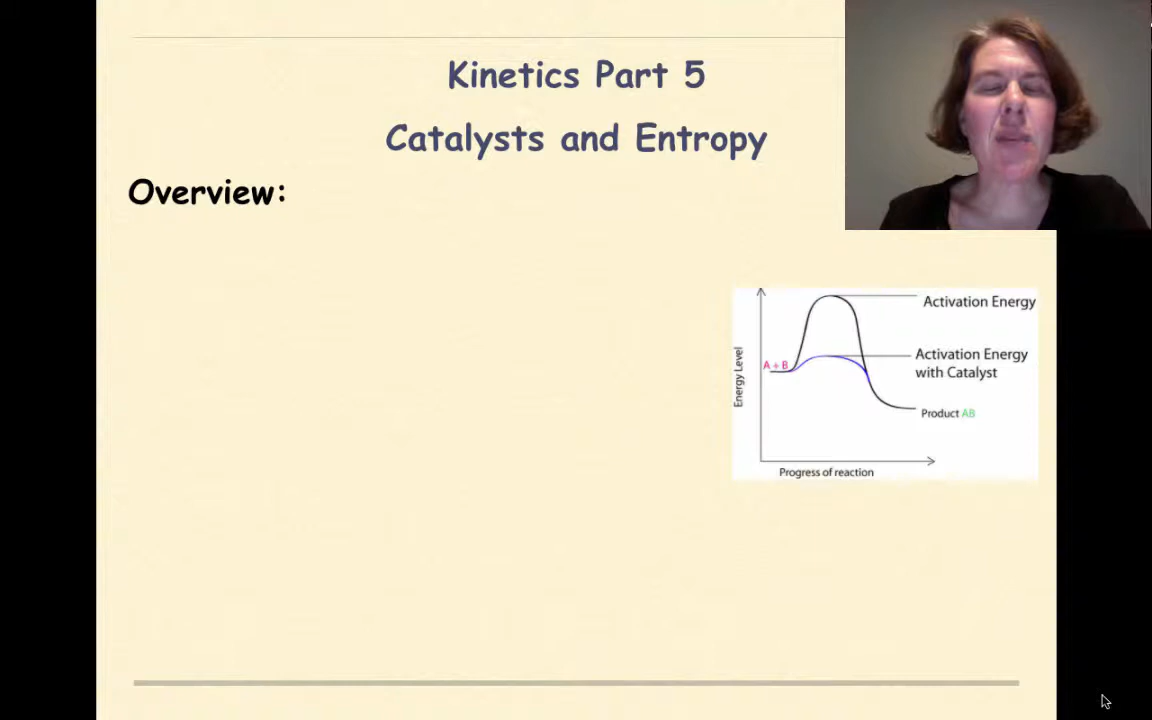 Kinetics Part 5
Catalysts and Entropy
Overview:
Activation Energy
Activation Energy
with Catalyst
A + B
Energy Level
Product AB
Progress of reaction